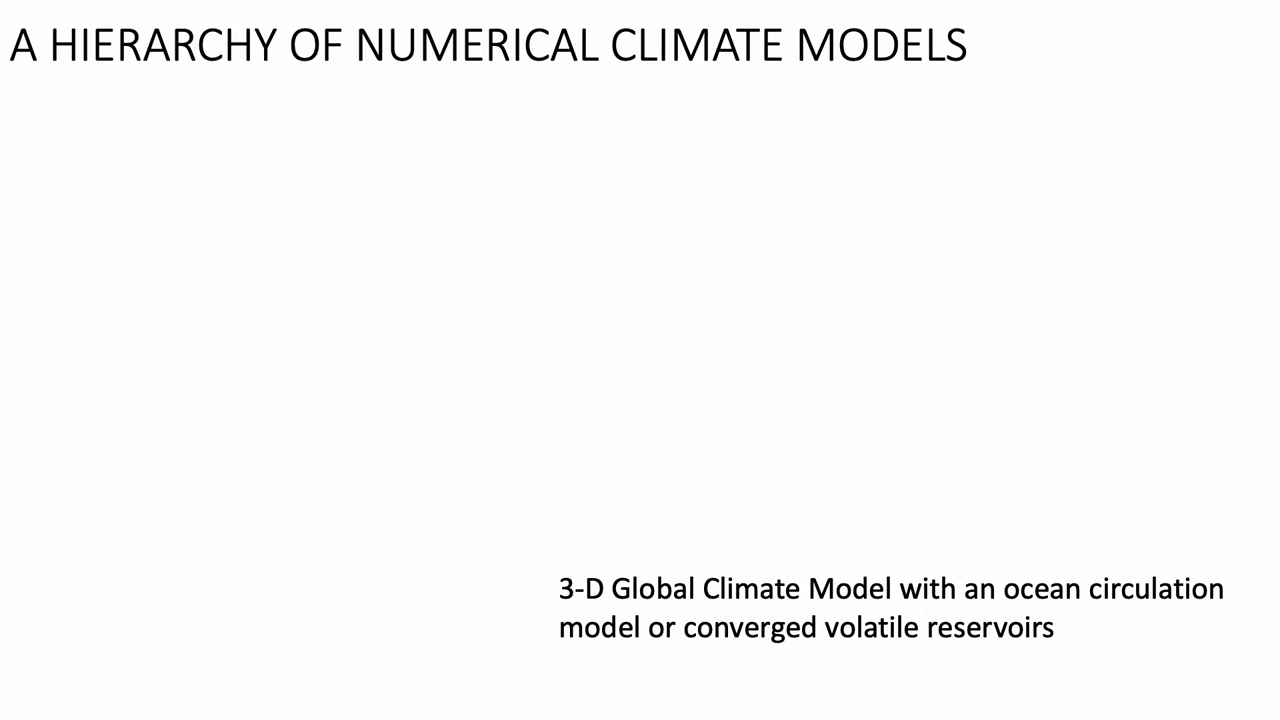 A HIERARCHY OF NUMERICAL CLIMATE MODELS
3-D Global Climate Model with an ocean circulation
model or converged volatile reservoirs